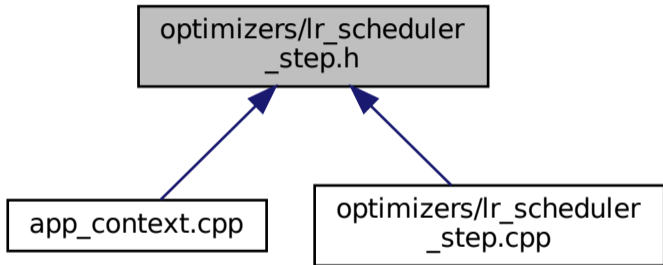 optimizers/lr_scheduler
_step.h
app_context.cpp
optimizers/lr_scheduler
_step.cpp